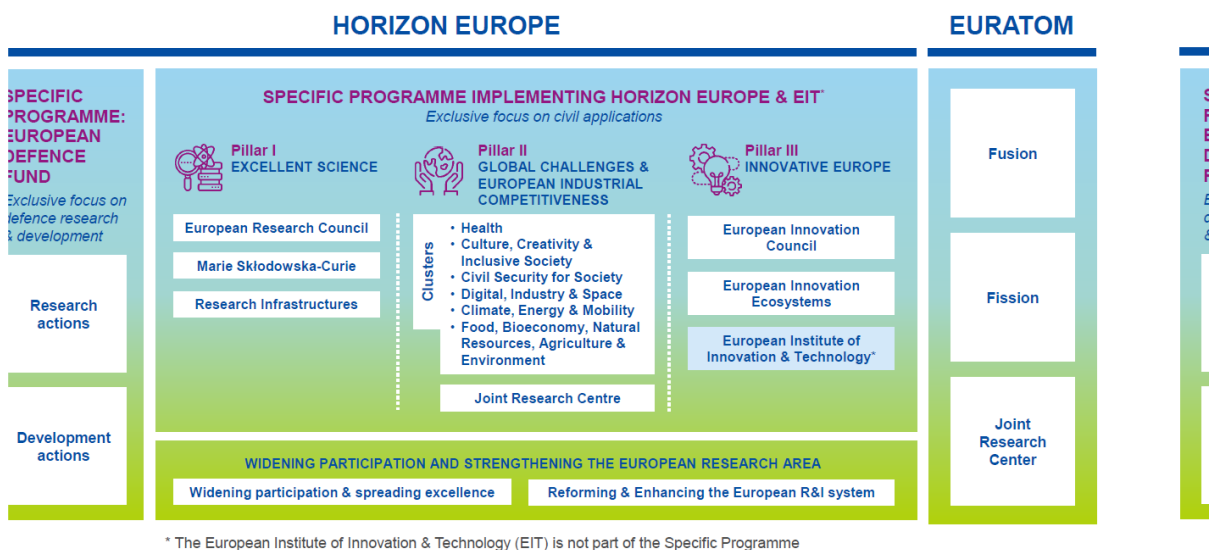 HORIZON EUROPE
EURATOM
SPECIFIC
PROGRAMME:
EUROPEAN
DEFENCE
FUND
Exclusive focus on
defence research
& development
Research
actions
Development
actions
SPECIFIC PROGRAMME IMPLEMENTING HORIZON EUROPE & EIT*
Exclusive focus on civil applications
Pillar I
EXCELLENT SCIENCE
European Research Council
Marie Skłodowska-Curie
Research Infrastructures
Pillar II
GLOBAL CHALLENGES &
EUROPEAN INDUSTRIAL
COMPETITIVENESS
Clusters
• Health
• Culture, Creativity &
Inclusive Society
• Civil Security for Society
• Digital, Industry & Space
• Climate, Energy & Mobility
• Food, Bioeconomy, Natural
Resources, Agriculture &
Environment
Joint Research Centre
Pillar III
INNOVATIVE EUROPE
European Innovation
Council
European Innovation
Ecosystems
European Institute of
Innovation & Technology*
WIDENING PARTICIPATION AND STRENGTHENING THE EUROPEAN RESEARCH AREA
Widening participation & spreading excellence
Reforming & Enhancing the European R&I system
Fusion
Fission
Joint
Research
Center
* The European Institute of Innovation & Technology (EIT) is not part of the Specific Programme